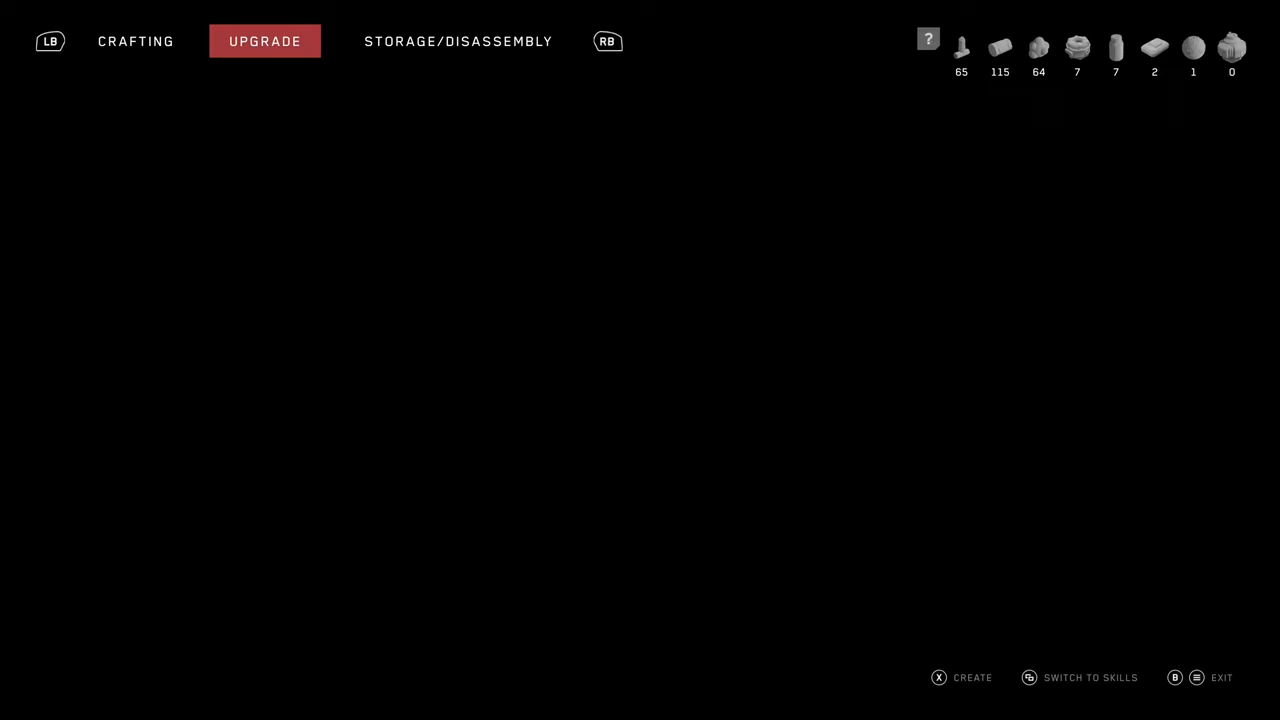 LB CRAFTING UPGRADE STORAGE/DISASSEMBLY RB ?
65 115 64 7 7 2 1 0
X CREATE SWITCH TO SKILLS B EXIT